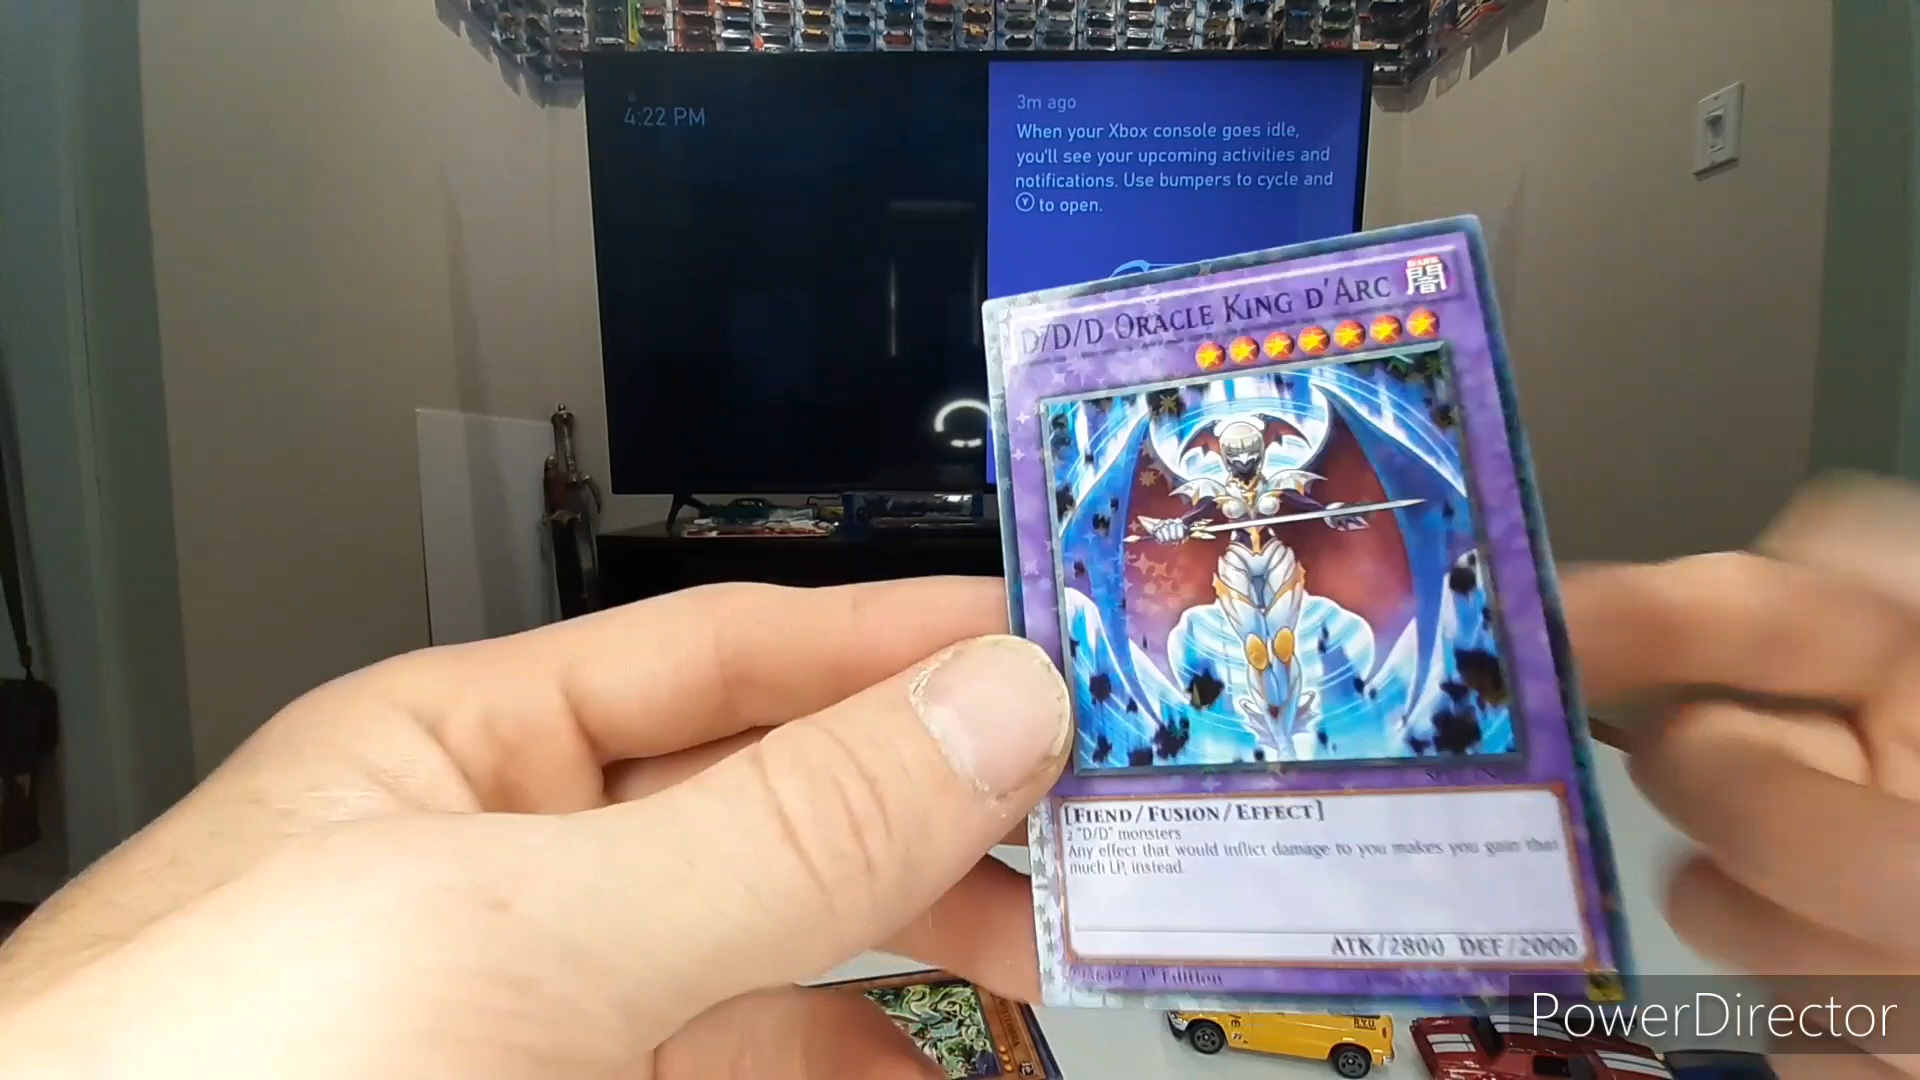 4:22 PM
3m ago
When your Xbox console goes idle,
you'll see your upcoming activities and
notifications. Use bumpers to cycle and
Ⓨ to open.
D/D/D ORACLE KING D'ARC
DARK
闇
[FIEND/FUSION/EFFECT]
2 "D/D" monsters
Any effect that would inflict damage to you makes you gain that
much LP, instead.
ATK/2800 DEF/2000
1st Edition
PowerDirector